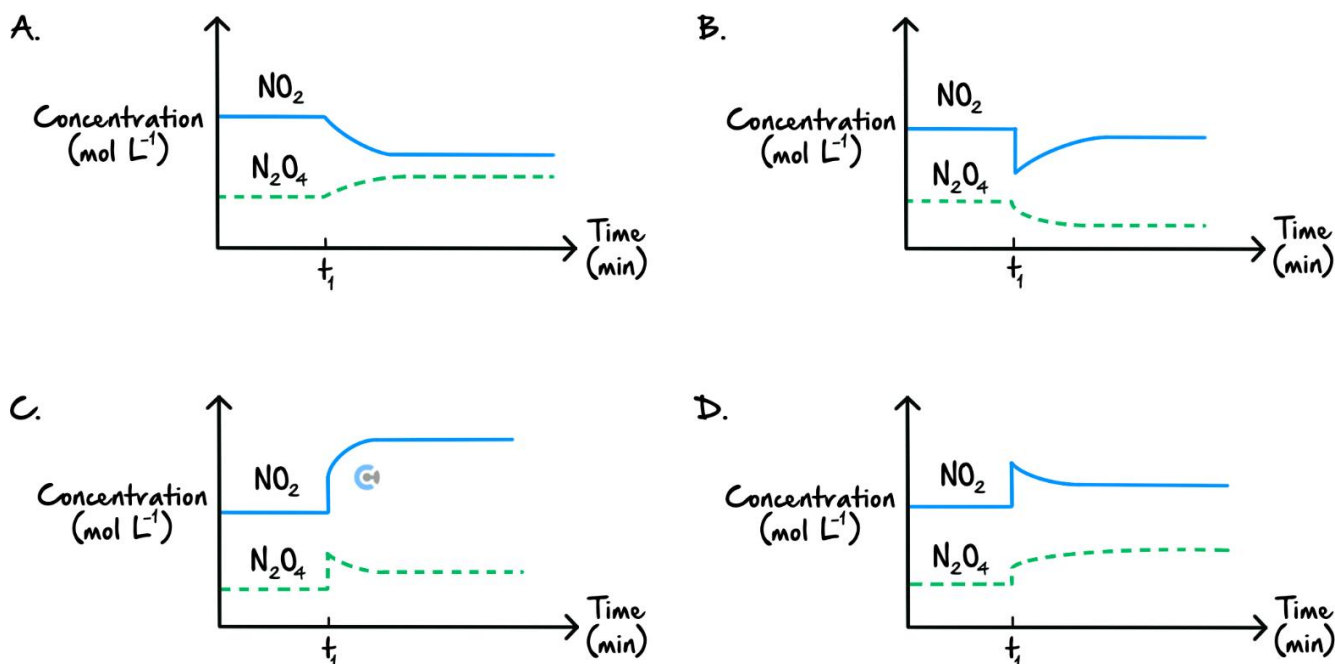 A.
Concentration
(mol L⁻¹)
NO₂
N₂O₄
Time
(min)
t₁
B.
Concentration
(mol L⁻¹)
NO₂
N₂O₄
Time
(min)
t₁
C.
Concentration
(mol L⁻¹)
NO₂
N₂O₄
Time
(min)
t₁
D.
Concentration
(mol L⁻¹)
NO₂
N₂O₄
Time
(min)
t₁